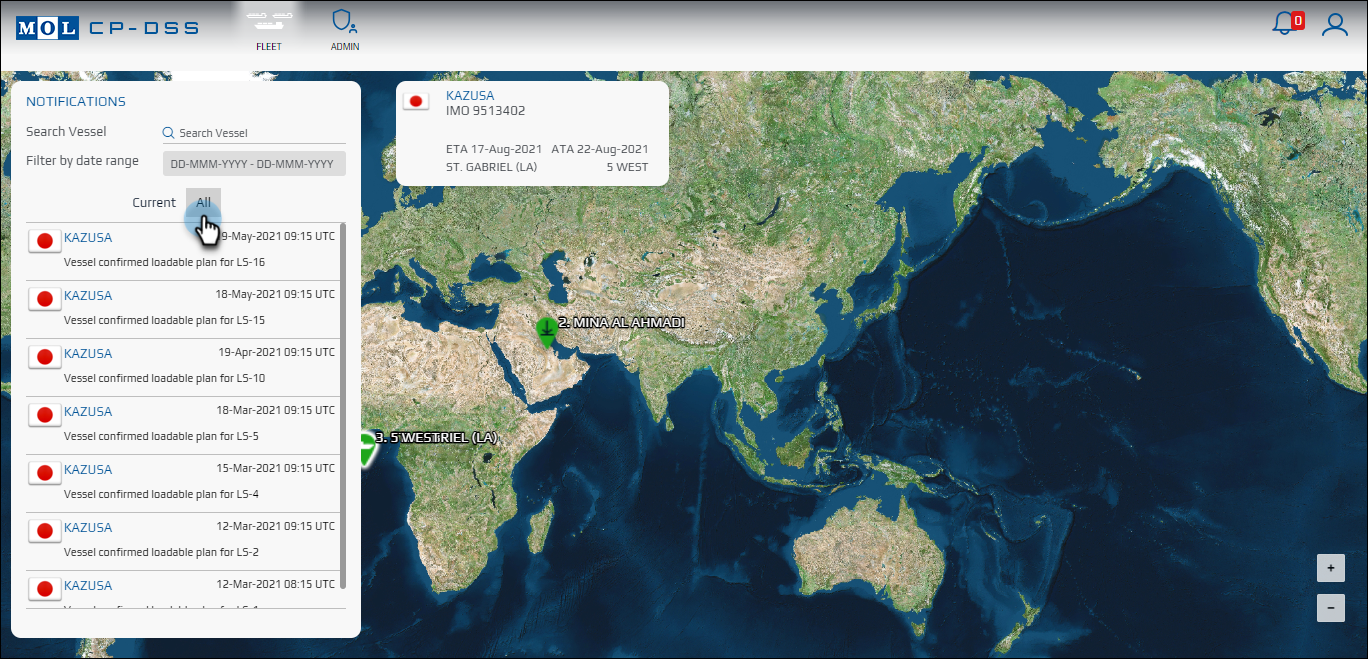 MOL CP-DSS
FLEET
ADMIN
0
NOTIFICATIONS
Search Vessel
Search Vessel
Filter by date range
DD-MMM-YYYY - DD-MMM-YYYY
Current
All
KAZUSA
9-May-2021 09:15 UTC
Vessel confirmed loadable plan for LS-16
KAZUSA
18-May-2021 09:15 UTC
Vessel confirmed loadable plan for LS-15
KAZUSA
19-Apr-2021 09:15 UTC
Vessel confirmed loadable plan for LS-10
KAZUSA
18-Mar-2021 09:15 UTC
Vessel confirmed loadable plan for LS-5
KAZUSA
15-Mar-2021 09:15 UTC
Vessel confirmed loadable plan for LS-4
KAZUSA
12-Mar-2021 09:15 UTC
Vessel confirmed loadable plan for LS-2
KAZUSA
12-Mar-2021 08:15 UTC
KAZUSA
IMO 9513402
ETA 17-Aug-2021 ATA 22-Aug-2021
ST. GABRIEL (LA) 5 WEST
2. MINA AL AHMADI
3. 5 WESTRIEL (LA)
+
−